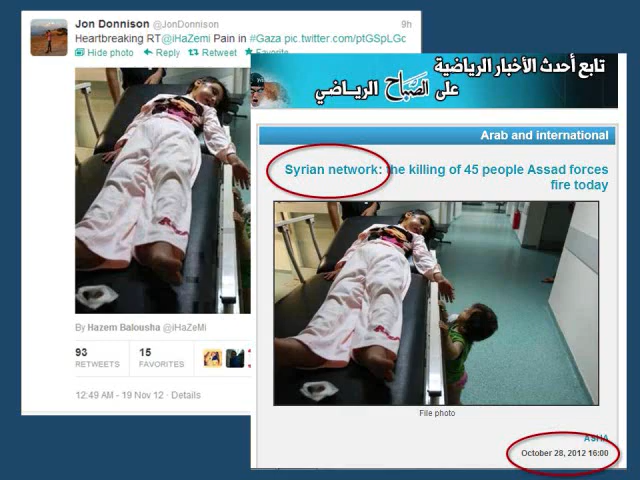 Jon Donnison @JonDonnison 9h
Heartbreaking RT@iHaZemi Pain in #Gaza pic.twitter.com/ptGSpLGc
Hide photo Reply Retweet Favorite
By Hazem Balousha @iHaZeMi
93 15
RETWEETS FAVORITES
12:49 AM - 19 Nov 12 · Details
تابع أحدث الأخبار الرياضية
على الصباح الرياضي
Arab and international
Syrian network: the killing of 45 people Assad forces
fire today
File photo
ASHA
October 28, 2012 16:00